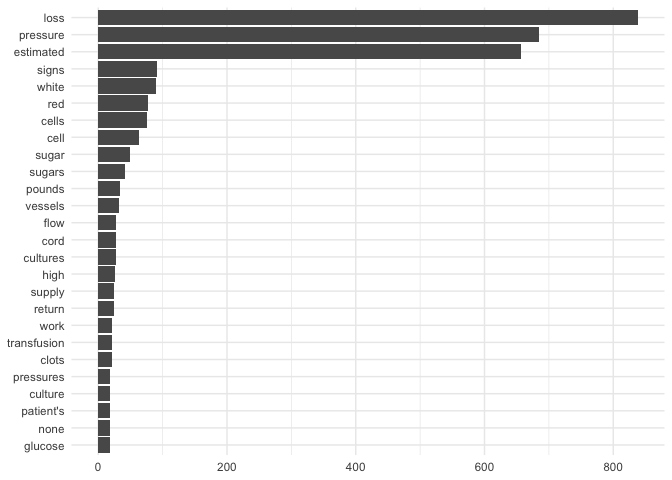 loss
pressure
estimated
signs
white
red
cells
cell
sugar
sugars
pounds
vessels
flow
cord
cultures
high
supply
return
work
transfusion
clots
pressures
culture
patient's
none
glucose
0 200 400 600 800